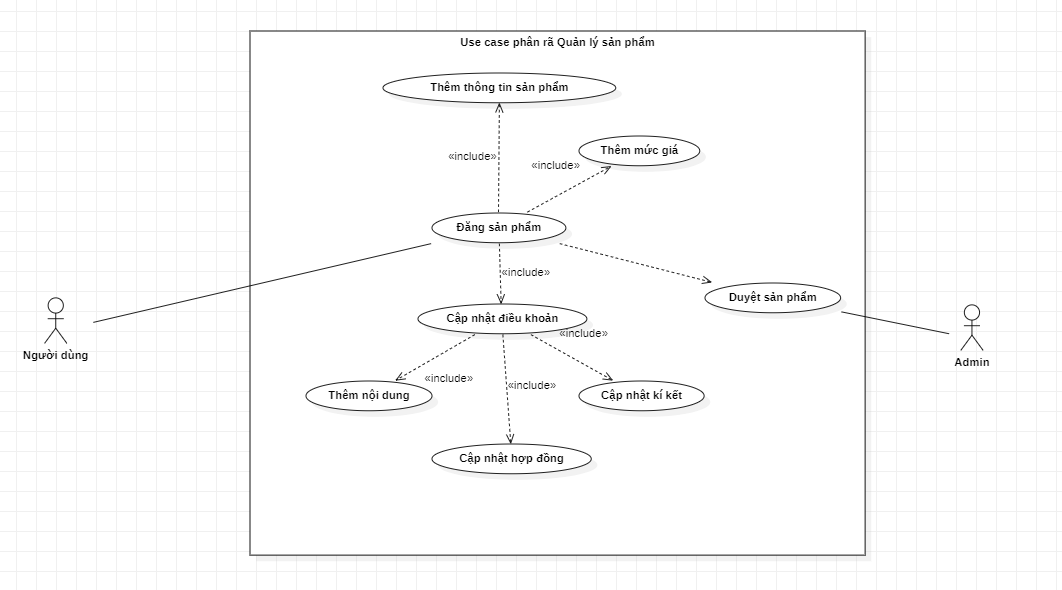 Use case phân rã Quản lý sản phẩm
Thêm thông tin sản phẩm
«include»
Thêm mức giá
«include»
Đăng sản phẩm
«include»
Duyệt sản phẩm
Cập nhật điều khoản
«include»
Người dùng
Admin
«include»
«include»
Thêm nội dung
Cập nhật kí kết
Cập nhật hợp đồng